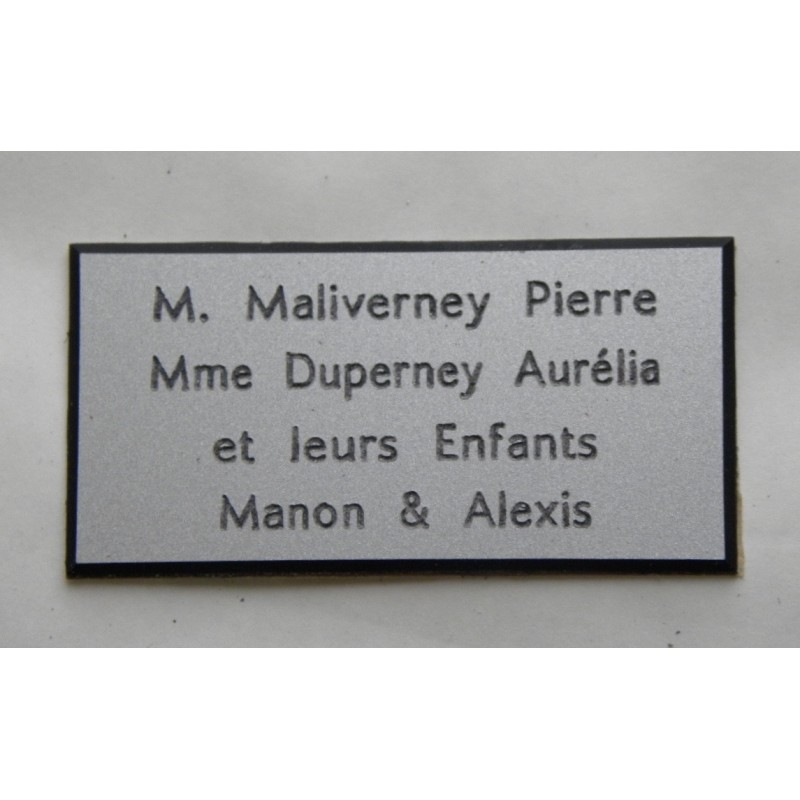 M. Maliverney Pierre
Mme Duperney Aurélia
et leurs Enfants
Manon & Alexis